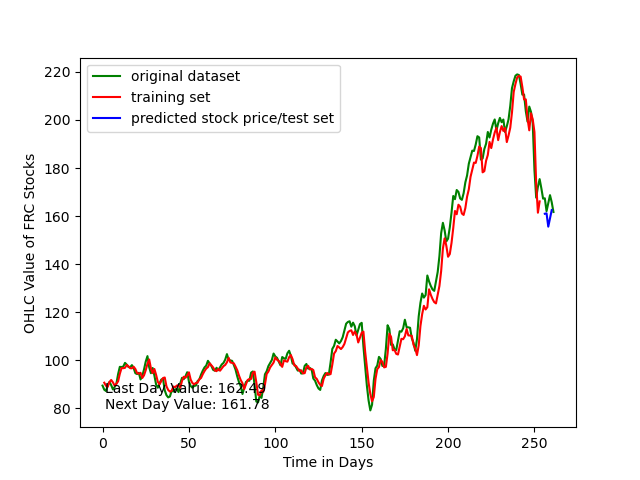 original dataset
training set
predicted stock price/test set
220
200
180
160
140
120
100
80
OHLC Value of FRC Stocks
Last Day Value: 162.49
Next Day Value: 161.78
0 50 100 150 200 250
Time in Days